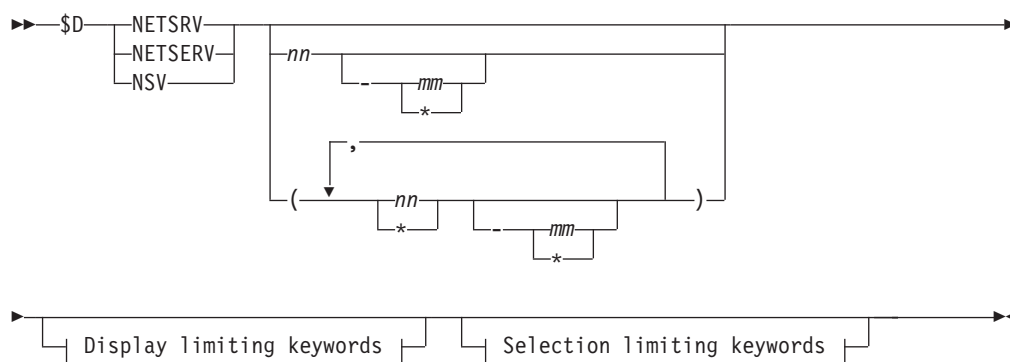 $D NETSRV
NETSERV
NSV
nn
- mm
*
,
( nn
*
- mm
*
)
Display limiting keywords
Selection limiting keywords